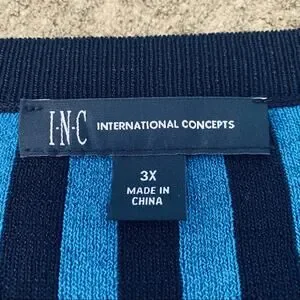 I·N·C INTERNATIONAL CONCEPTS
3X
MADE IN
CHINA